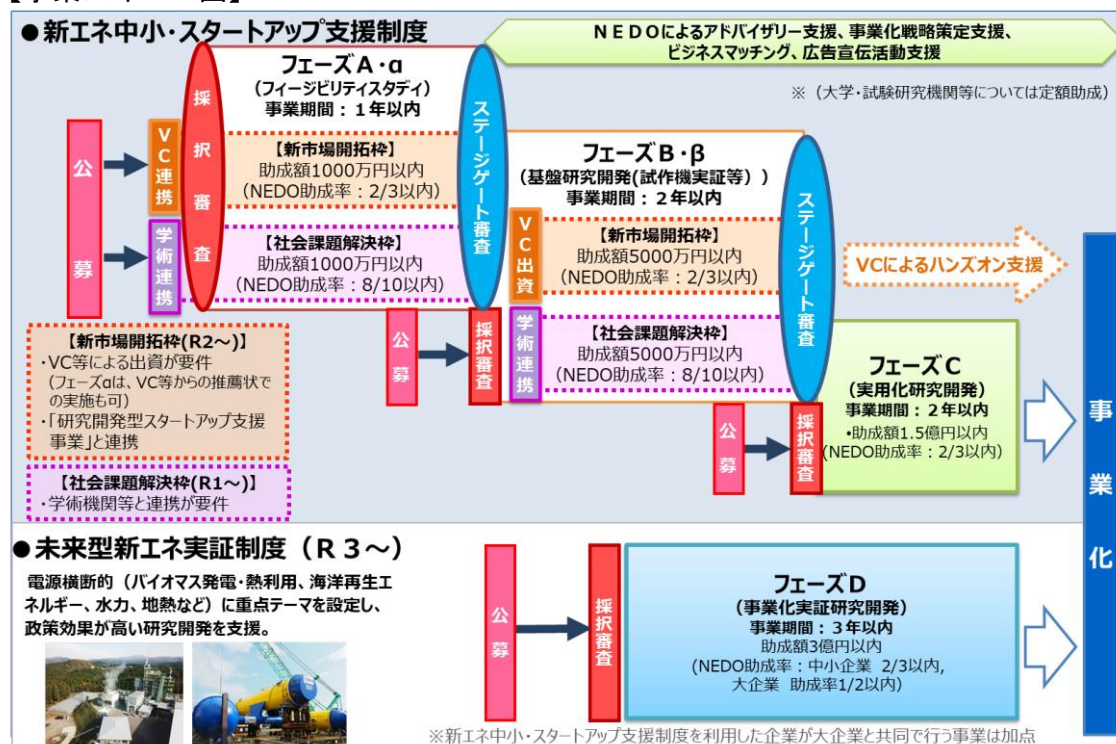 ●新エネ中小・スタートアップ支援制度
NEDOによるアドバイザリー支援、事業化戦略策定支援、
ビジネスマッチング、広告宣伝活動支援
※（大学・試験研究機関等については定額助成）
公募
VC連携
学術連携
採択審査
フェーズA・α
(フィージビリティスタディ)
事業期間：1年以内
【新市場開拓枠】
助成額1000万円以内
(NEDO助成率：2/3以内)
【社会課題解決枠】
助成額1000万円以内
(NEDO助成率：8/10以内)
ステージゲート審査
公募
採択審査
フェーズB・β
(基盤研究開発(試作機実証等））
事業期間：2年以内
VC出資
【新市場開拓枠】
助成額5000万円以内
(NEDO助成率：2/3以内)
学術連携
【社会課題解決枠】
助成額5000万円以内
(NEDO助成率：8/10以内)
ステージゲート審査
公募
採択審査
VCによるハンズオン支援
フェーズC
(実用化研究開発)
事業期間：2年以内
・助成額1.5億円以内
(NEDO助成率：2/3以内)
事業化
【新市場開拓枠(R2～)】
・VC等による出資が要件
（フェーズαは、VC等からの推薦状で
の実施も可）
・「研究開発型スタートアップ支援
事業」と連携
【社会課題解決枠(R1～)】
・学術機関等と連携が要件
●未来型新エネ実証制度（R3～）
電源横断的（バイオマス発電・熱利用、海洋再生エ
ネルギー、水力、地熱など）に重点テーマを設定し、
政策効果が高い研究開発を支援。
公募
採択審査
フェーズD
(事業化実証研究開発)
事業期間：3年以内
助成額3億円以内
(NEDO助成率：中小企業 2/3以内,
大企業 助成率1/2以内)
※新エネ中小・スタートアップ支援制度を利用した企業が大企業と共同で行う事業は加点